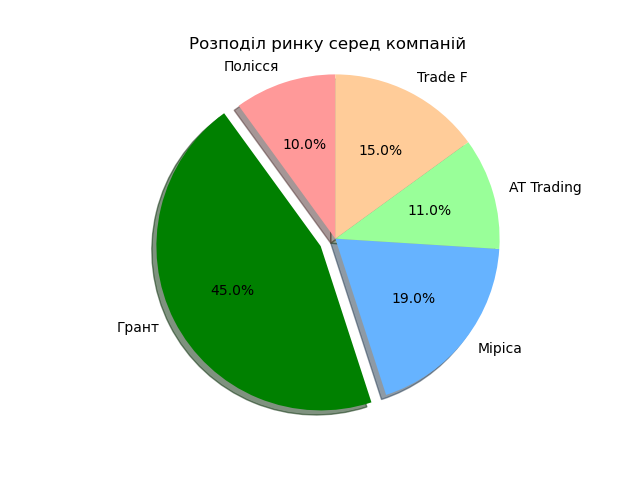 Розподіл ринку серед компаній
Полісся
10.0%
Trade F
15.0%
AT Trading
11.0%
Міріса
19.0%
Грант
45.0%